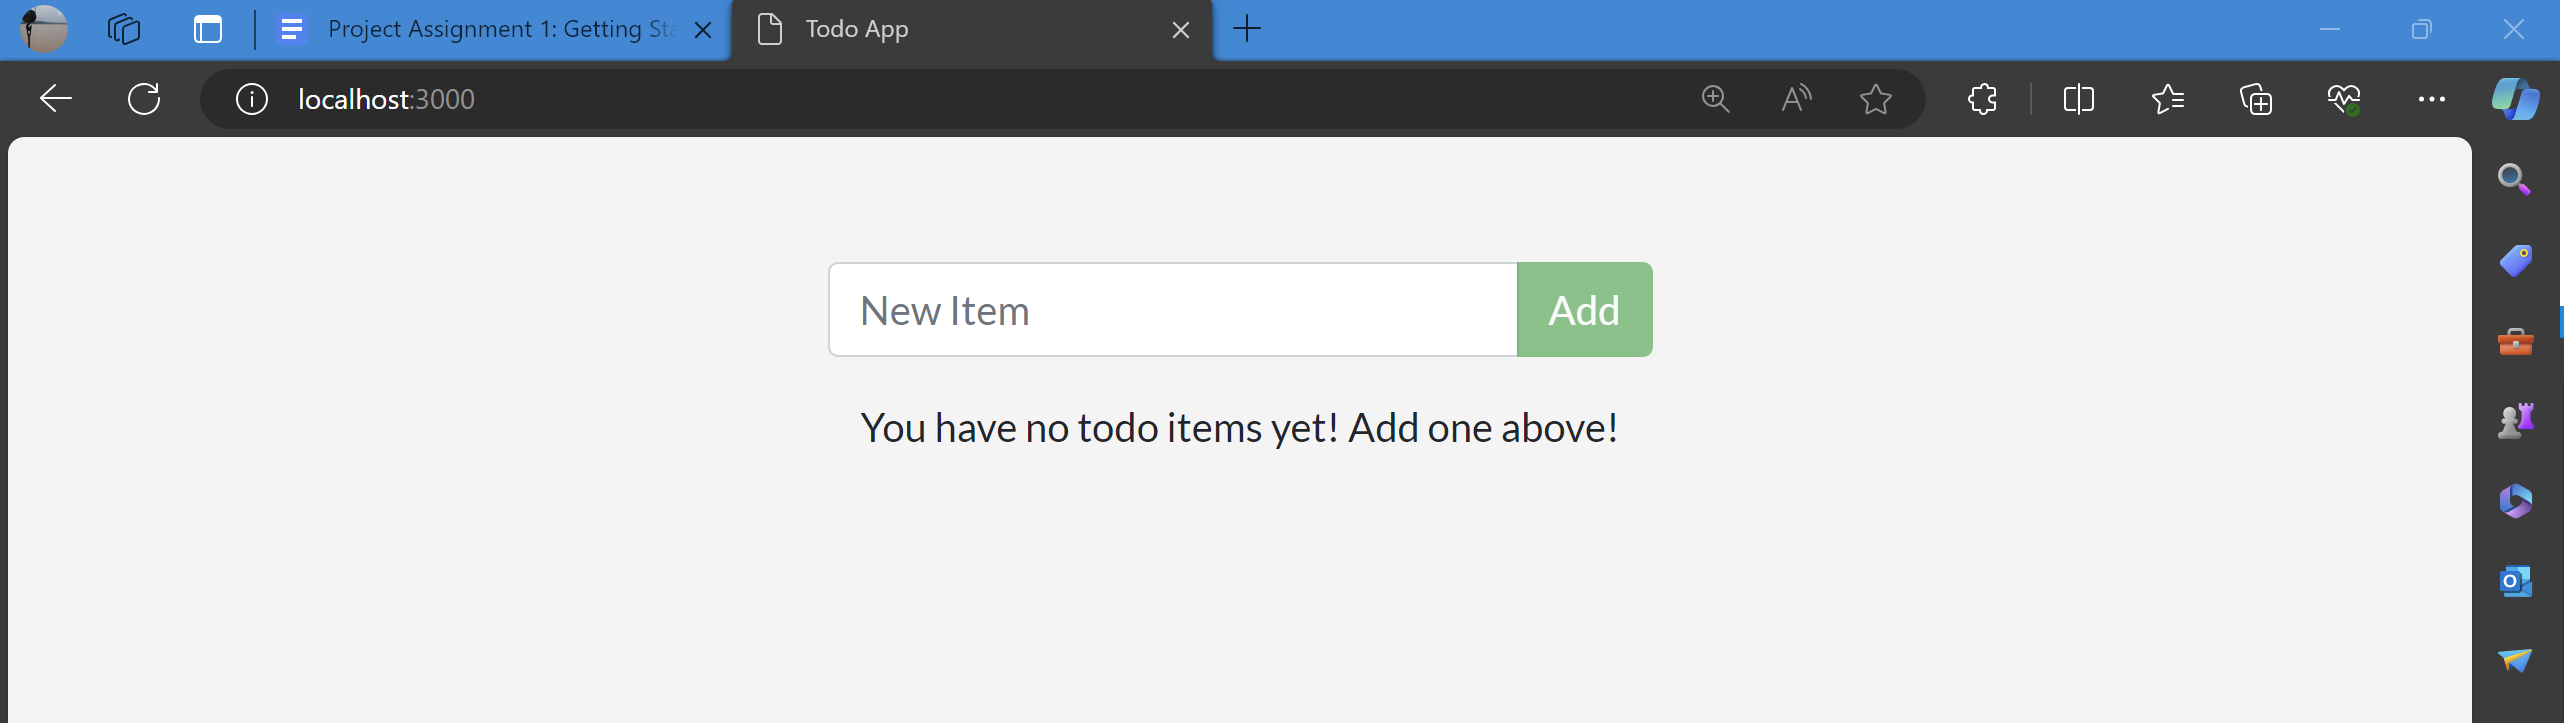 Project Assignment 1: Getting Sta
Todo App
localhost:3000
New Item
Add
You have no todo items yet! Add one above!